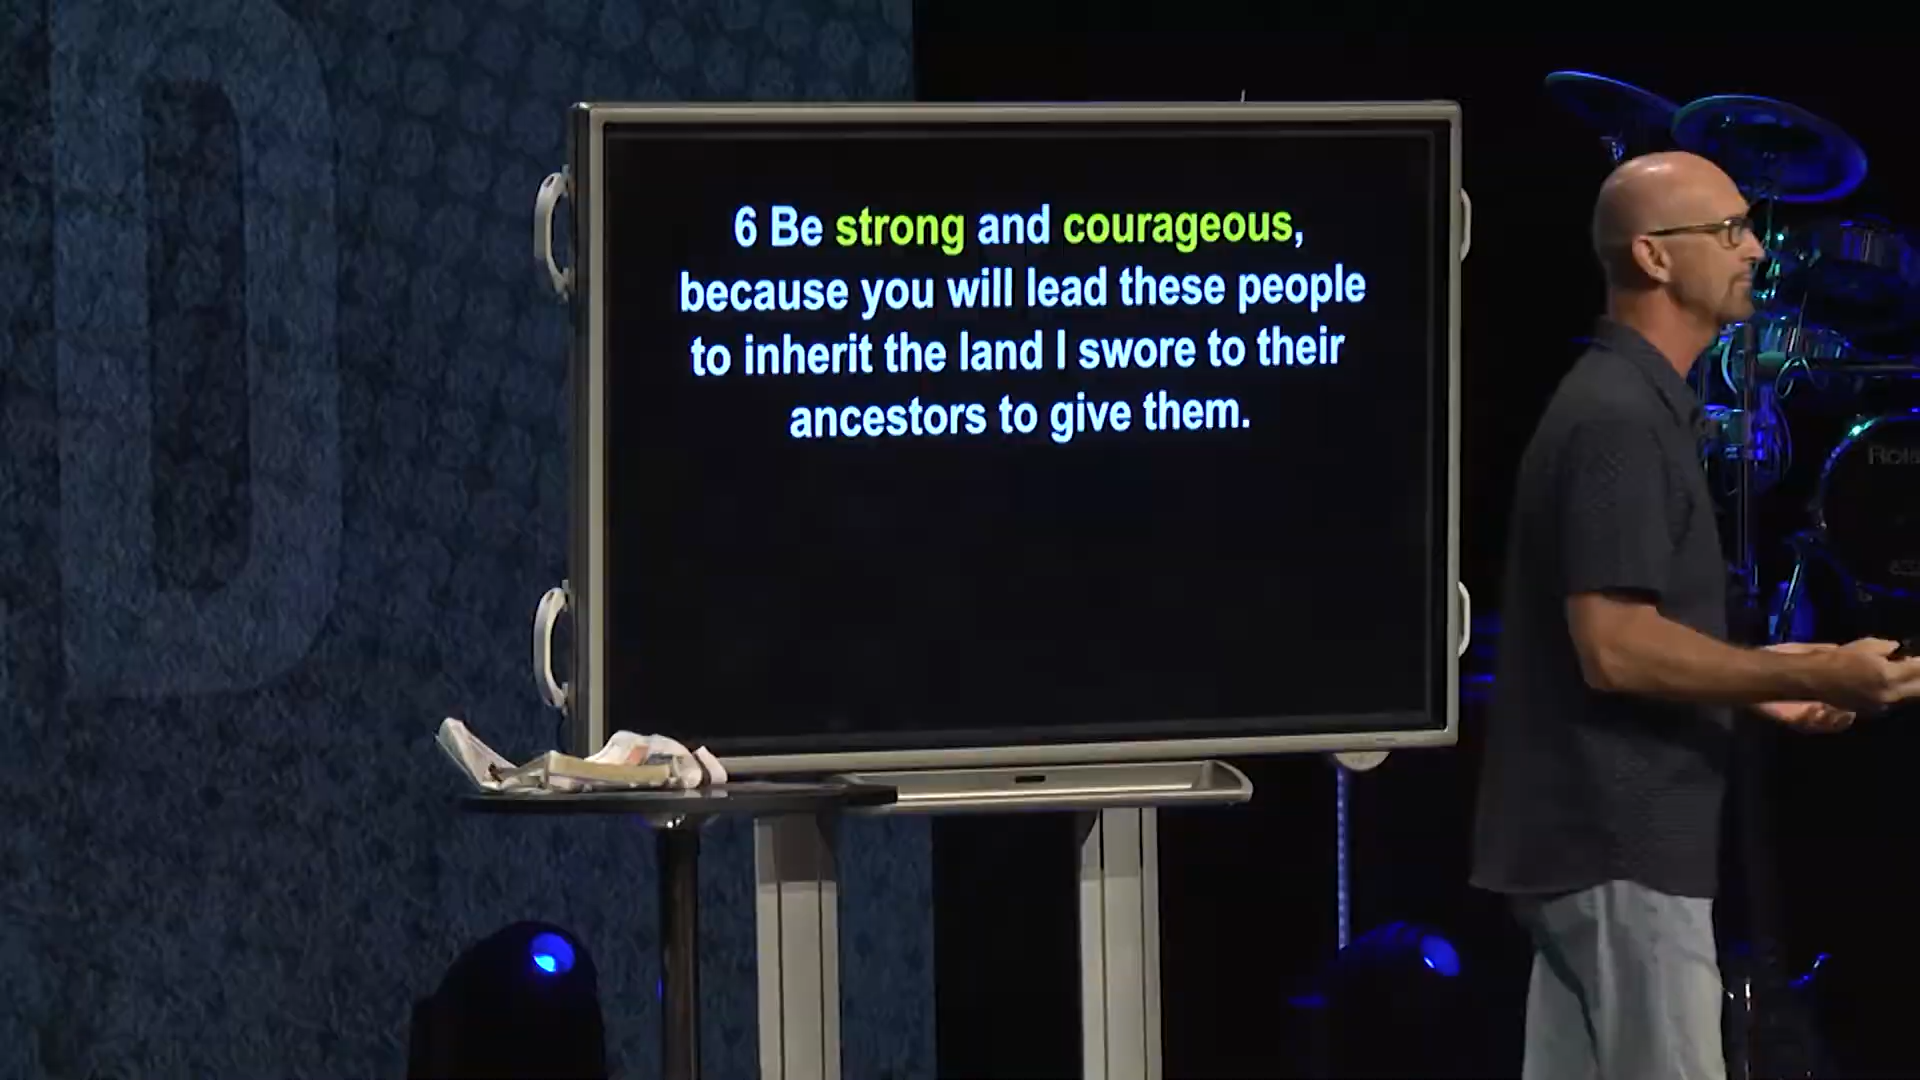 6 Be strong and courageous,
because you will lead these people
to inherit the land I swore to their
ancestors to give them.